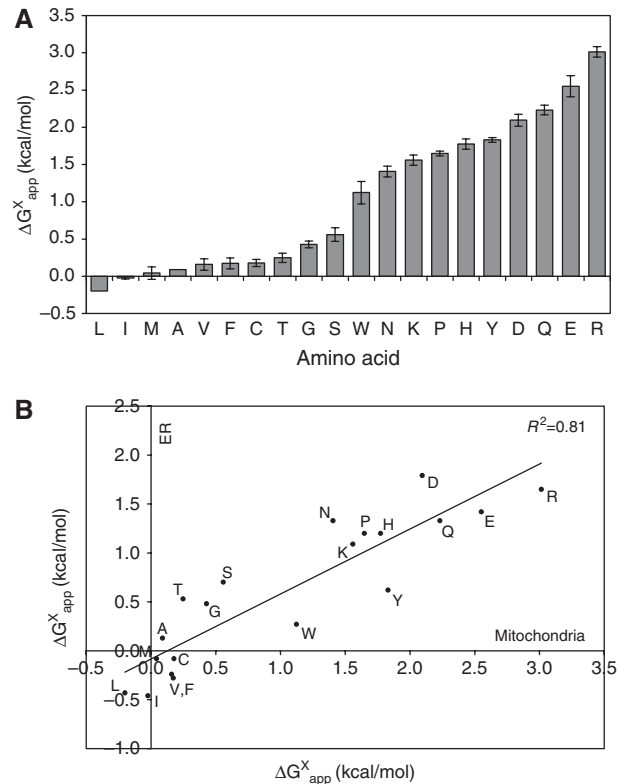 A
3.5
3.0
2.5
2.0
1.5
1.0
0.5
0.0
−0.5
ΔG^X_app (kcal/mol)
L I M A V F C T G S W N K P H Y D Q E R
Amino acid
B
2.5
2.0
1.5
1.0
0.5
0.0
−0.5
−1.0
ΔG^X_app (kcal/mol)
ER
R²=0.81
D
R
N
P
H
Q
E
K
S
T
G
Y
W
A
Mitochondria
M
C
−0.5 0.0 0.5 1.0 1.5 2.0 2.5 3.0 3.5
L
V,F
I
ΔG^X_app (kcal/mol)